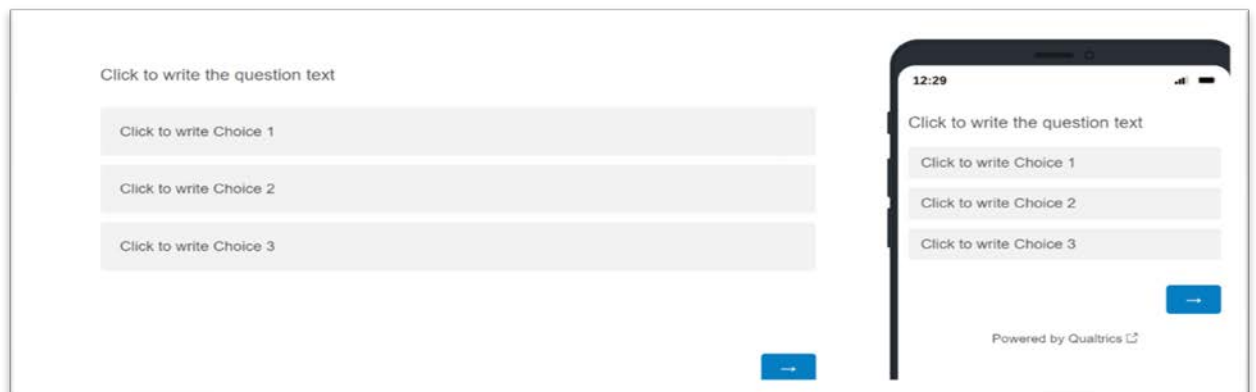 Click to write the question text
Click to write Choice 1
Click to write Choice 2
Click to write Choice 3
→
12:29
Click to write the question text
Click to write Choice 1
Click to write Choice 2
Click to write Choice 3
→
Powered by Qualtrics